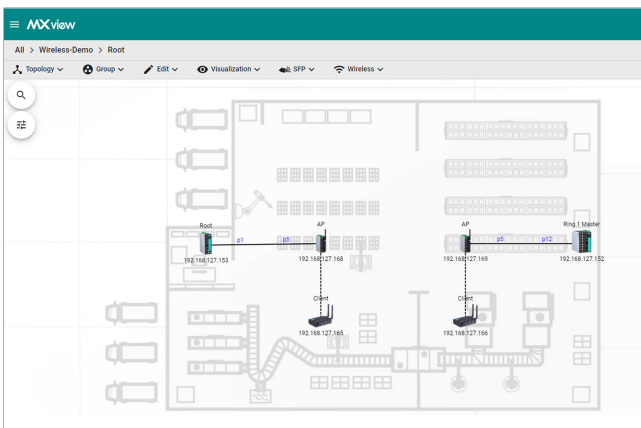 MXview
All > Wireless-Demo > Root
Topology Group Edit Visualization SFP Wireless
Root AP AP Ring 1 Master
p1 p5 p5 p12
192.168.127.153 192.168.127.168 192.168.127.169 192.168.127.152
Client Client
192.168.127.165 192.168.127.166